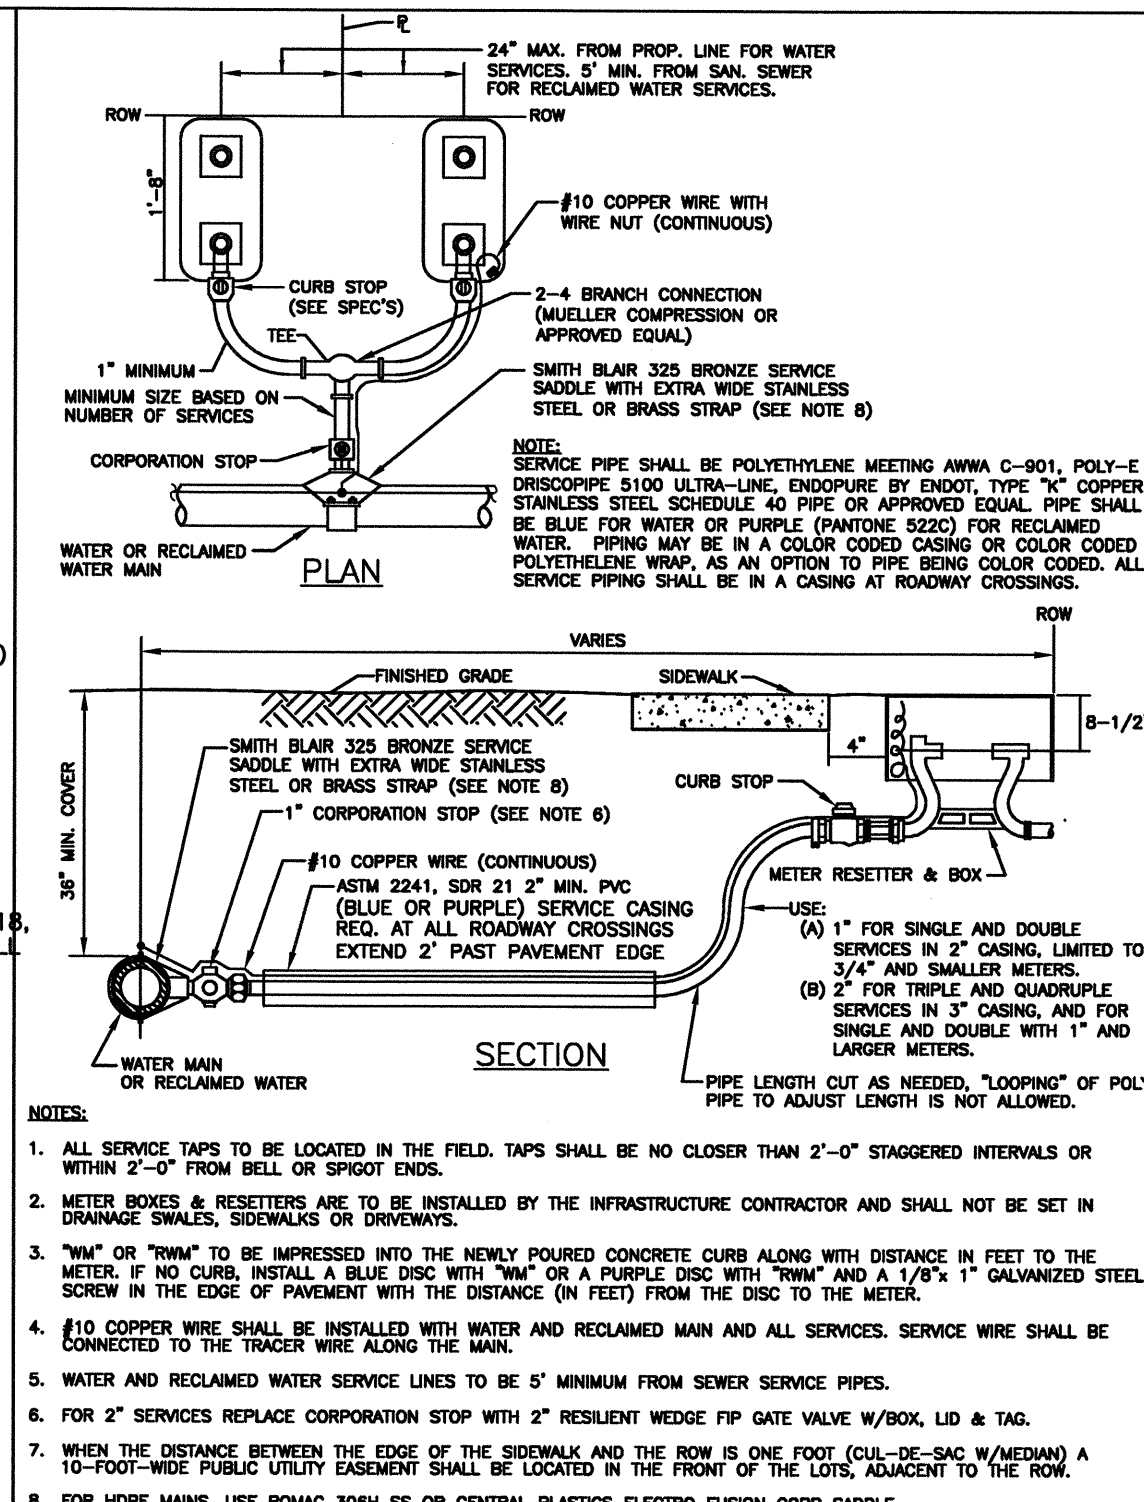 PL
24" MAX. FROM PROP. LINE FOR WATER
SERVICES. 5' MIN. FROM SAN. SEWER
FOR RECLAIMED WATER SERVICES.
ROW
ROW
1'-8"
#10 COPPER WIRE WITH
WIRE NUT (CONTINUOUS)
CURB STOP
(SEE SPEC'S)
2-4 BRANCH CONNECTION
(MUELLER COMPRESSION OR
APPROVED EQUAL)
TEE
1" MINIMUM
MINIMUM SIZE BASED ON
NUMBER OF SERVICES
SMITH BLAIR 325 BRONZE SERVICE
SADDLE WITH EXTRA WIDE STAINLESS
STEEL OR BRASS STRAP (SEE NOTE 8)
CORPORATION STOP
WATER OR RECLAIMED
WATER MAIN
PLAN
NOTE:
SERVICE PIPE SHALL BE POLYETHYLENE MEETING AWWA C-901, POLY-E
DRISCOPIPE 5100 ULTRA-LINE, ENDOPURE BY ENDOT, TYPE "K" COPPER
STAINLESS STEEL SCHEDULE 40 PIPE OR APPROVED EQUAL. PIPE SHALL
BE BLUE FOR WATER OR PURPLE (PANTONE 522C) FOR RECLAIMED
WATER. PIPING MAY BE IN A COLOR CODED CASING OR COLOR CODED
POLYETHELENE WRAP, AS AN OPTION TO PIPE BEING COLOR CODED. ALL
SERVICE PIPING SHALL BE IN A CASING AT ROADWAY CROSSINGS.
ROW
VARIES
)
FINISHED GRADE
SIDEWALK
8-1/2
4"
36" MIN. COVER
SMITH BLAIR 325 BRONZE SERVICE
SADDLE WITH EXTRA WIDE STAINLESS
STEEL OR BRASS STRAP (SEE NOTE 8)
CURB STOP
1" CORPORATION STOP (SEE NOTE 6)
#10 COPPER WIRE (CONTINUOUS)
METER RESETTER & BOX
ASTM 2241, SDR 21 2" MIN. PVC
(BLUE OR PURPLE) SERVICE CASING
REQ. AT ALL ROADWAY CROSSINGS
EXTEND 2' PAST PAVEMENT EDGE
18,
USE:
(A) 1" FOR SINGLE AND DOUBLE
SERVICES IN 2" CASING, LIMITED TO
3/4" AND SMALLER METERS.
(B) 2" FOR TRIPLE AND QUADRUPLE
SERVICES IN 3" CASING, AND FOR
SINGLE AND DOUBLE WITH 1" AND
LARGER METERS.
SECTION
WATER MAIN
OR RECLAIMED WATER
PIPE LENGTH CUT AS NEEDED, "LOOPING" OF POLY
PIPE TO ADJUST LENGTH IS NOT ALLOWED.
NOTES:
1. ALL SERVICE TAPS TO BE LOCATED IN THE FIELD. TAPS SHALL BE NO CLOSER THAN 2'-0" STAGGERED INTERVALS OR
WITHIN 2'-0" FROM BELL OR SPIGOT ENDS.
2. METER BOXES & RESETTERS ARE TO BE INSTALLED BY THE INFRASTRUCTURE CONTRACTOR AND SHALL NOT BE SET IN
DRAINAGE SWALES, SIDEWALKS OR DRIVEWAYS.
3. "WM" OR "RWM" TO BE IMPRESSED INTO THE NEWLY POURED CONCRETE CURB ALONG WITH DISTANCE IN FEET TO THE
METER. IF NO CURB, INSTALL A BLUE DISC WITH "WM" OR A PURPLE DISC WITH "RWM" AND A 1/8"x 1" GALVANIZED STEEL
SCREW IN THE EDGE OF PAVEMENT WITH THE DISTANCE (IN FEET) FROM THE DISC TO THE METER.
4. #10 COPPER WIRE SHALL BE INSTALLED WITH WATER AND RECLAIMED MAIN AND ALL SERVICES. SERVICE WIRE SHALL BE
CONNECTED TO THE TRACER WIRE ALONG THE MAIN.
5. WATER AND RECLAIMED WATER SERVICE LINES TO BE 5' MINIMUM FROM SEWER SERVICE PIPES.
6. FOR 2" SERVICES REPLACE CORPORATION STOP WITH 2" RESILIENT WEDGE FIP GATE VALVE W/BOX, LID & TAG.
7. WHEN THE DISTANCE BETWEEN THE EDGE OF THE SIDEWALK AND THE ROW IS ONE FOOT (CUL-DE-SAC W/MEDIAN) A
10-FOOT-WIDE PUBLIC UTILITY EASEMENT SHALL BE LOCATED IN THE FRONT OF THE LOTS, ADJACENT TO THE ROW.
8. FOR HDPE MAINS, USE ROMAC 306H SS OR CENTRAL PLASTICS ELECTRO FUSION CORP SADDLE